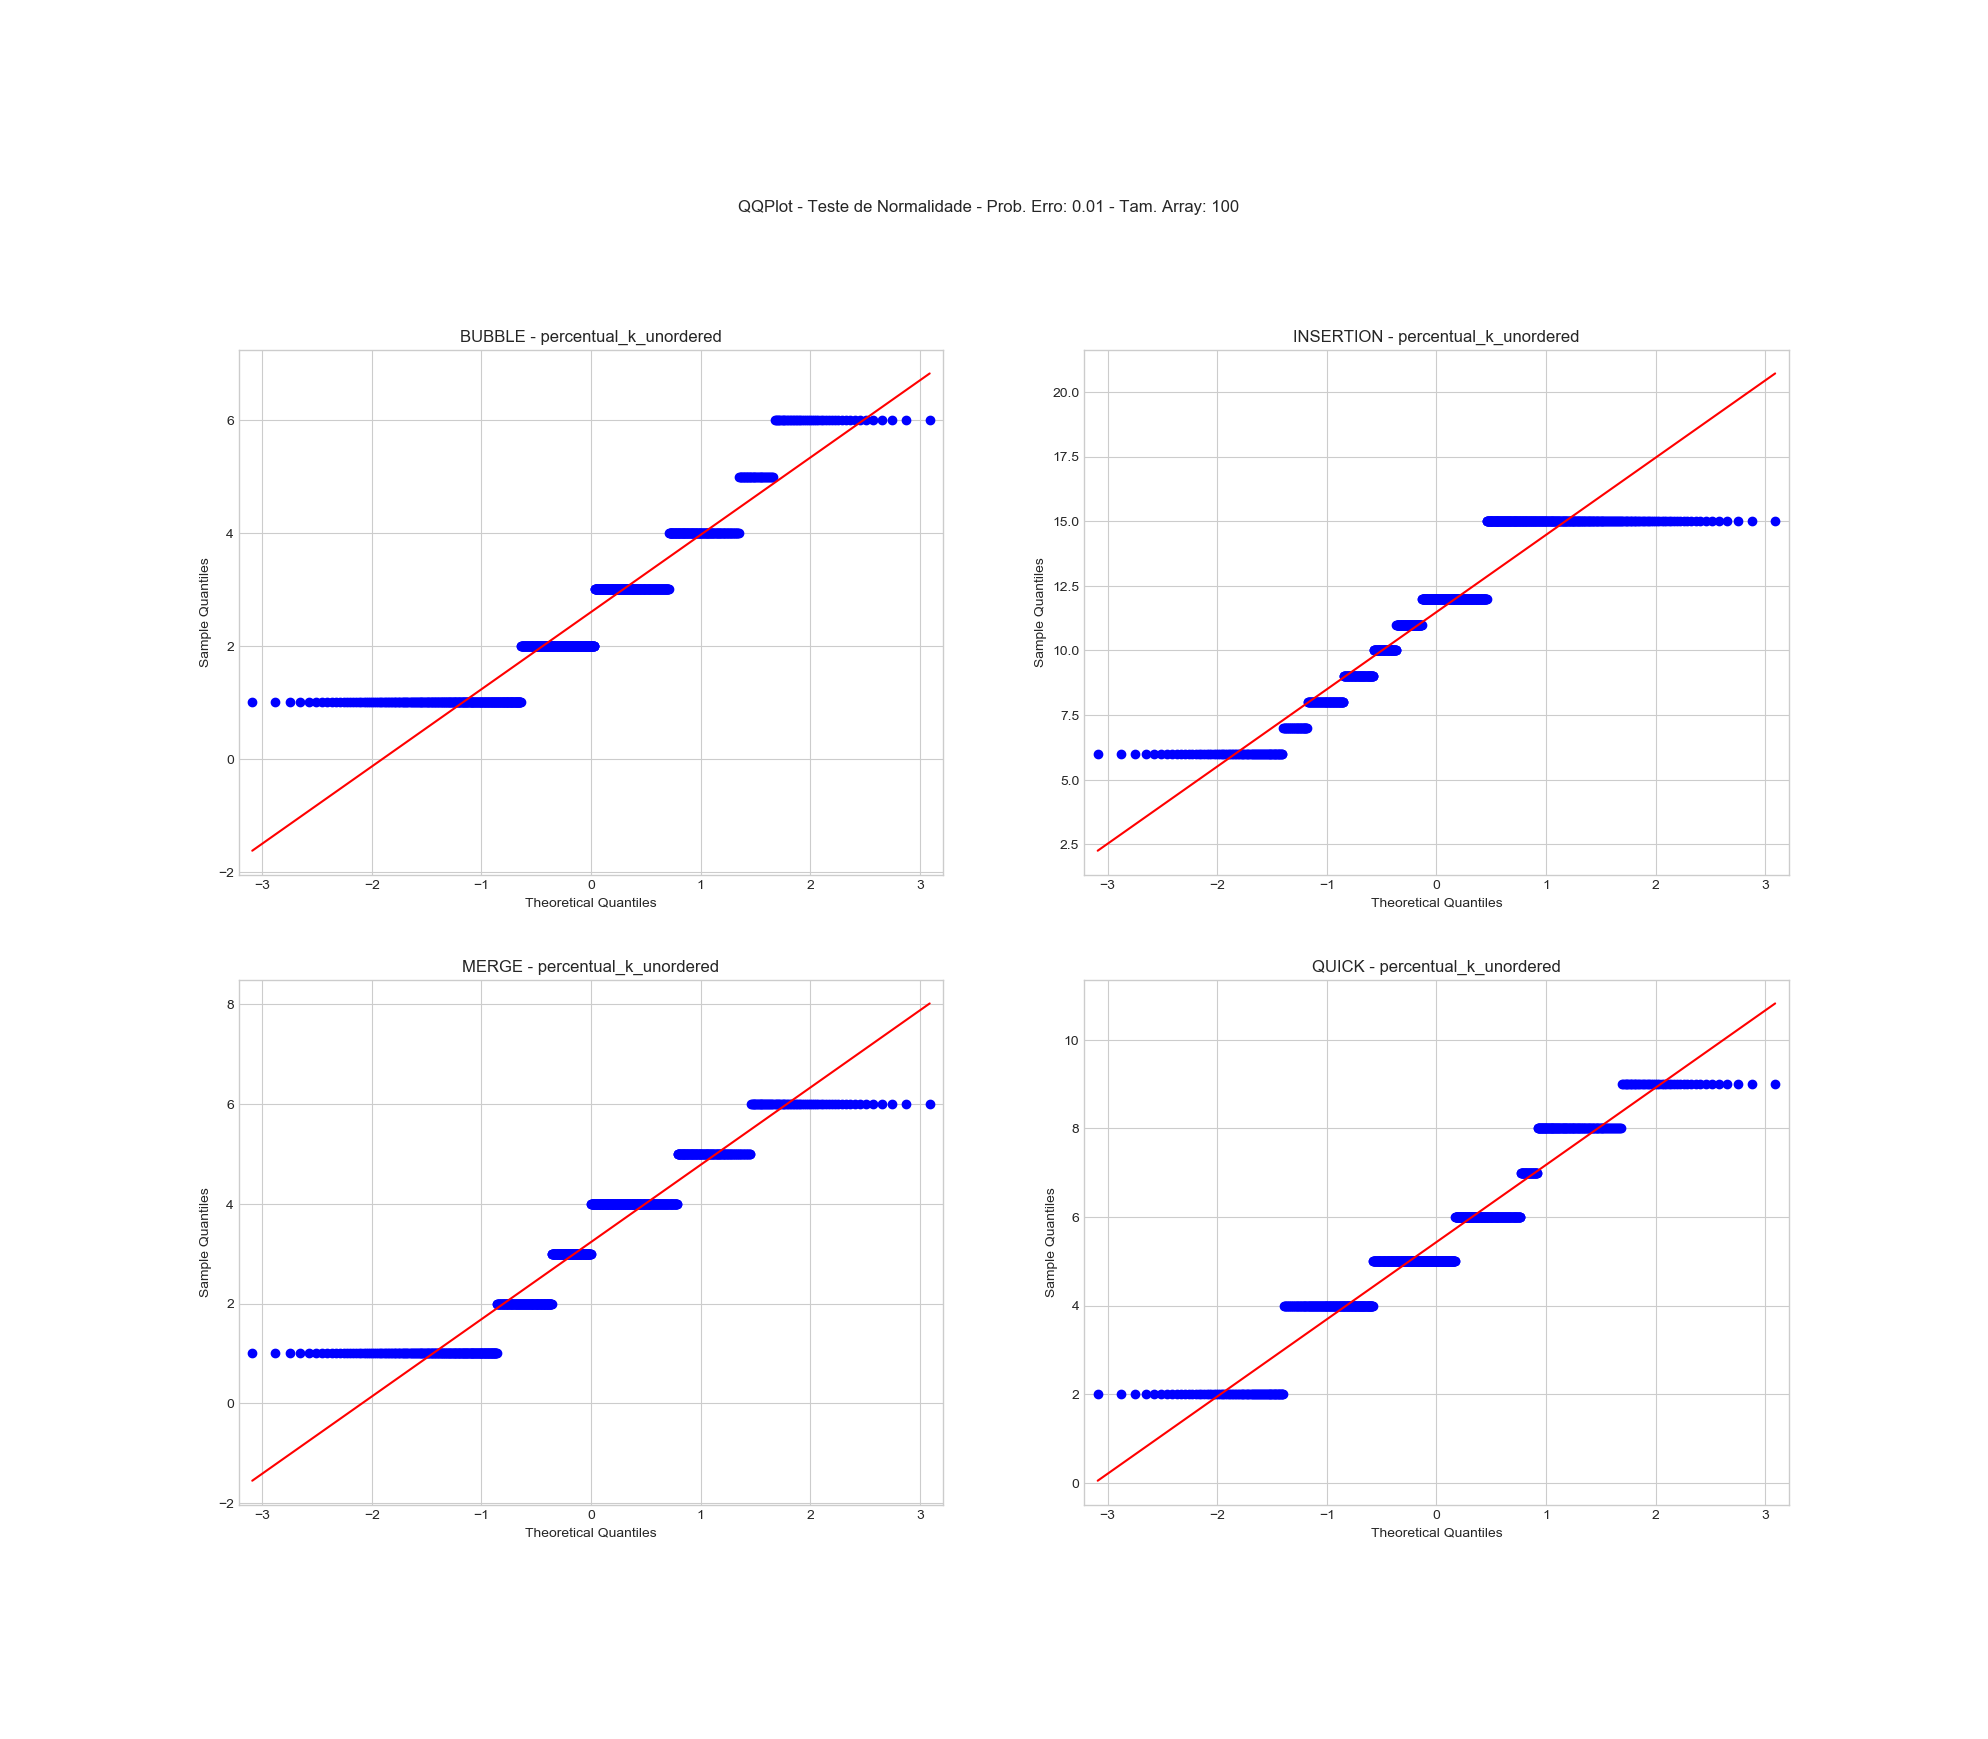 QQPlot - Teste de Normalidade - Prob. Erro: 0.01 - Tam. Array: 100
BUBBLE - percentual_k_unordered
6
4
2
0
−2
Sample Quantiles
−3 −2 −1 0 1 2 3
Theoretical Quantiles
INSERTION - percentual_k_unordered
20.0
17.5
15.0
12.5
10.0
7.5
5.0
2.5
Sample Quantiles
−3 −2 −1 0 1 2 3
Theoretical Quantiles
MERGE - percentual_k_unordered
8
6
4
2
0
−2
Sample Quantiles
−3 −2 −1 0 1 2 3
Theoretical Quantiles
QUICK - percentual_k_unordered
10
8
6
4
2
0
Sample Quantiles
−3 −2 −1 0 1 2 3
Theoretical Quantiles